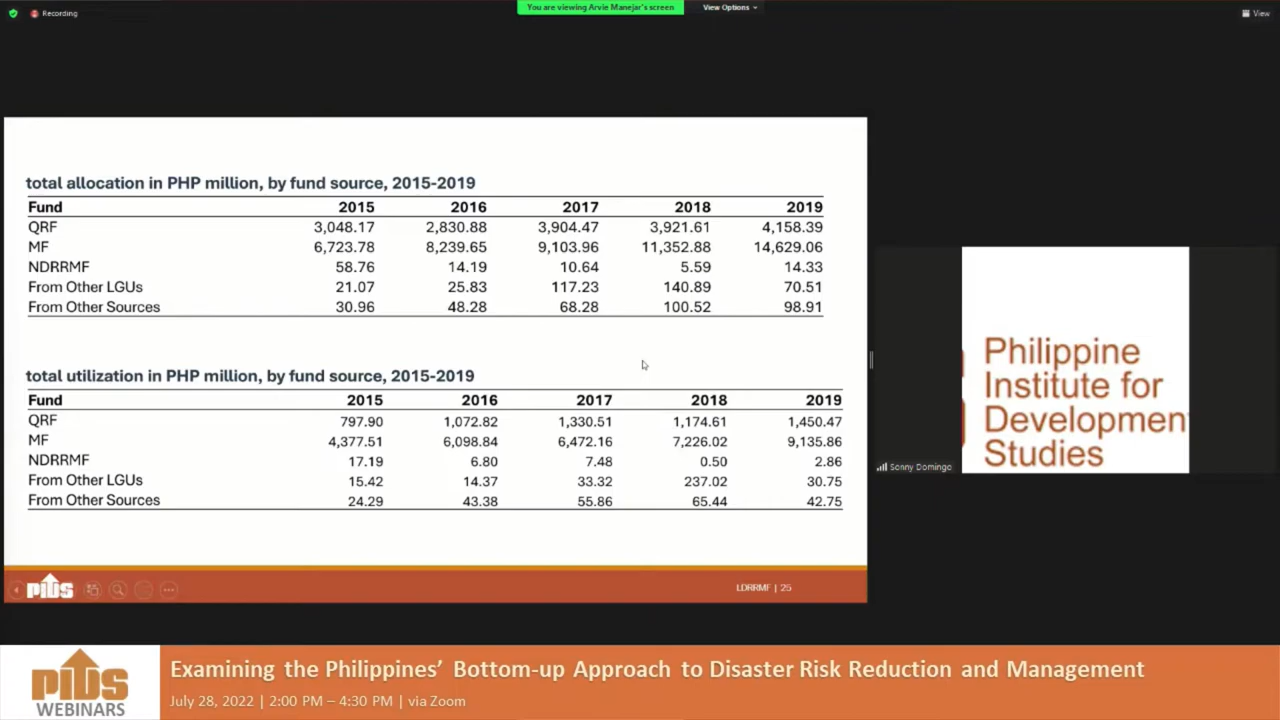 Recording
You are viewing Arvie Manejar's screen
View Options
View
total allocation in PHP million, by fund source, 2015-2019
Fund 2015 2016 2017 2018 2019
QRF 3,048.17 2,830.88 3,904.47 3,921.61 4,158.39
MF 6,723.78 8,239.65 9,103.96 11,352.88 14,629.06
NDRRMF 58.76 14.19 10.64 5.59 14.33
From Other LGUs 21.07 25.83 117.23 140.89 70.51
From Other Sources 30.96 48.28 68.28 100.52 98.91
total utilization in PHP million, by fund source, 2015-2019
Fund 2015 2016 2017 2018 2019
QRF 797.90 1,072.82 1,330.51 1,174.61 1,450.47
MF 4,377.51 6,098.84 6,472.16 7,226.02 9,135.86
NDRRMF 17.19 6.80 7.48 0.50 2.86
From Other LGUs 15.42 14.37 33.32 237.02 30.75
From Other Sources 24.29 43.38 55.86 65.44 42.75
PIDS
LDRRMF | 25
Philippine
Institute for
Development
Studies
Sonny Domingo
PIDS
WEBINARS
Examining the Philippines' Bottom-up Approach to Disaster Risk Reduction and Management
July 28, 2022 | 2:00 PM – 4:30 PM | via Zoom